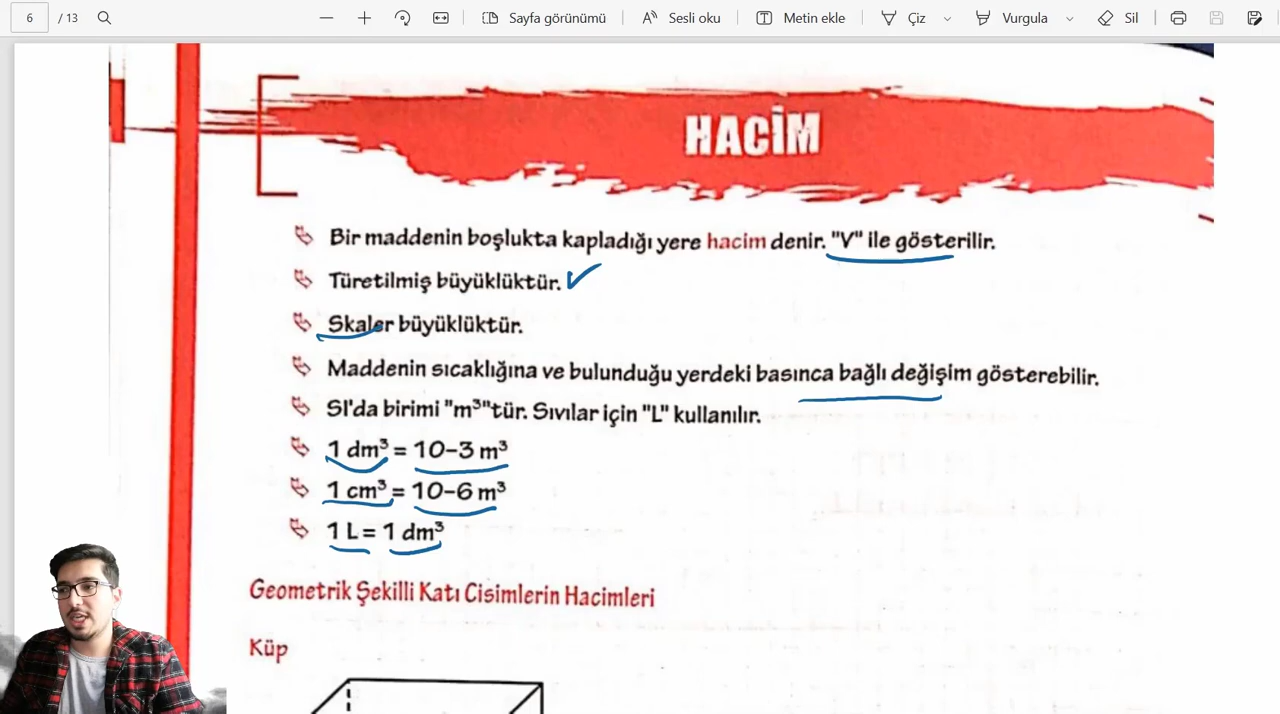 6 / 13 Sayfa görünümü Sesli oku Metin ekle Çiz Vurgula Sil
HACİM
Bir maddenin boşlukta kapladığı yere hacim denir. "V" ile gösterilir.
Türetilmiş büyüklüktür.
Skaler büyüklüktür.
Maddenin sıcaklığına ve bulunduğu yerdeki basınca bağlı değişim gösterebilir.
SI'da birimi "m³"tür. Sıvılar için "L" kullanılır.
1 dm³ = 10-3 m³
1 cm³ = 10-6 m³
1 L = 1 dm³
Geometrik Şekilli Katı Cisimlerin Hacimleri
Küp